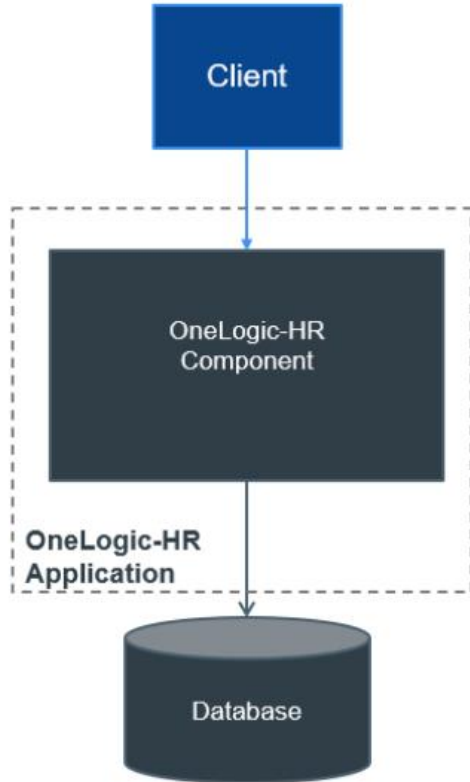 Client
OneLogic-HR
Component
OneLogic-HR
Application
Database